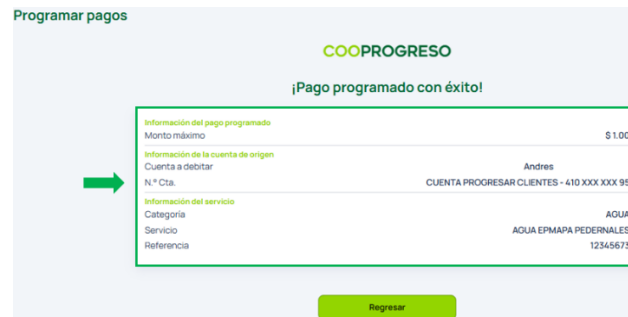 Programar pagos
COOPROGRESO
¡Pago programado con éxito!
Información del pago programado
Monto máximo $ 1.00
Información de la cuenta de origen
Cuenta a debitar Andres
N.° Cta. CUENTA PROGRESAR CLIENTES - 410 XXX XXX 95
Información del servicio
Categoría AGUA
Servicio AGUA EPMAPA PEDERNALES
Referencia 12345673
Regresar